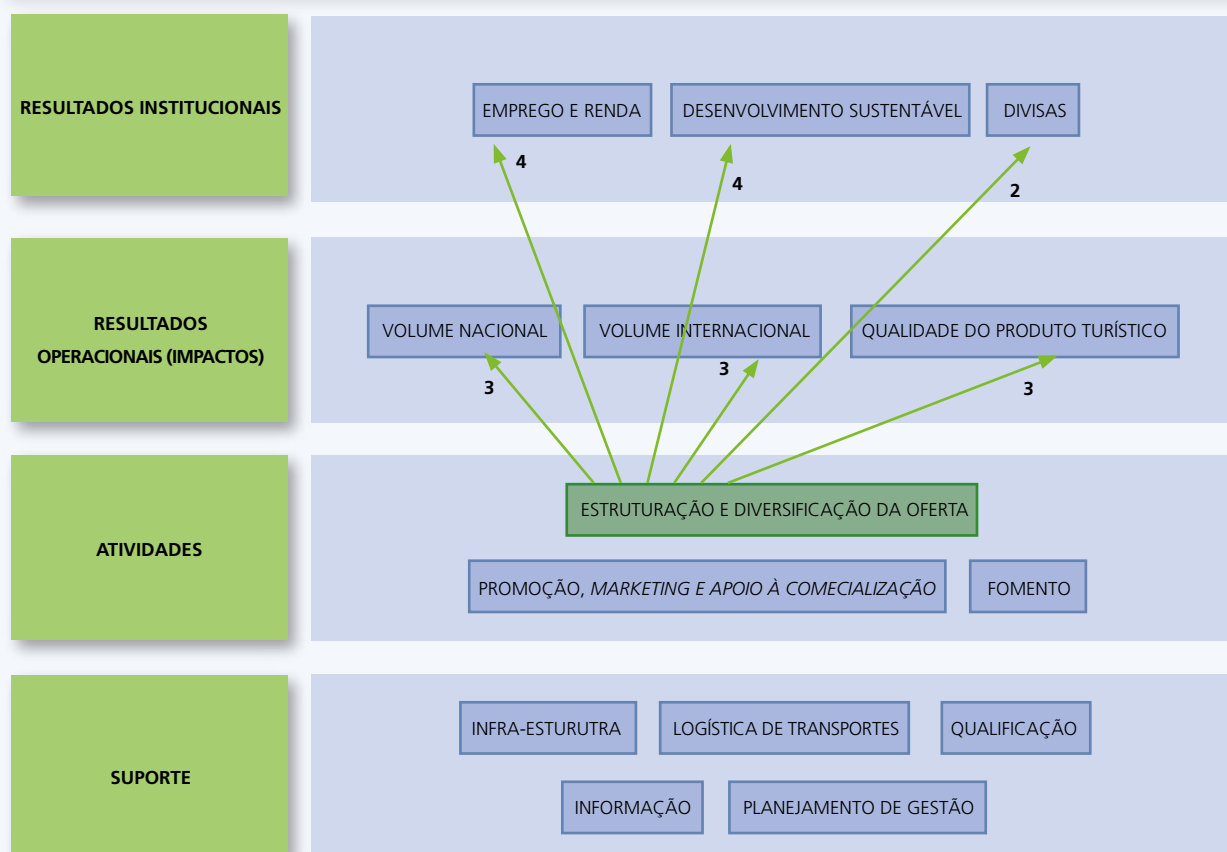 RESULTADOS INSTITUCIONAIS
EMPREGO E RENDA
DESENVOLVIMENTO SUSTENTÁVEL
DIVISAS
4
4
2
RESULTADOS
OPERACIONAIS (IMPACTOS)
VOLUME NACIONAL
VOLUME INTERNACIONAL
QUALIDADE DO PRODUTO TURÍSTICO
3
3
3
ATIVIDADES
ESTRUTURAÇÃO E DIVERSIFICAÇÃO DA OFERTA
PROMOÇÃO, MARKETING E APOIO À COMECIALIZAÇÃO
FOMENTO
SUPORTE
INFRA-ESTURUTRA
LOGÍSTICA DE TRANSPORTES
QUALIFICAÇÃO
INFORMAÇÃO
PLANEJAMENTO DE GESTÃO